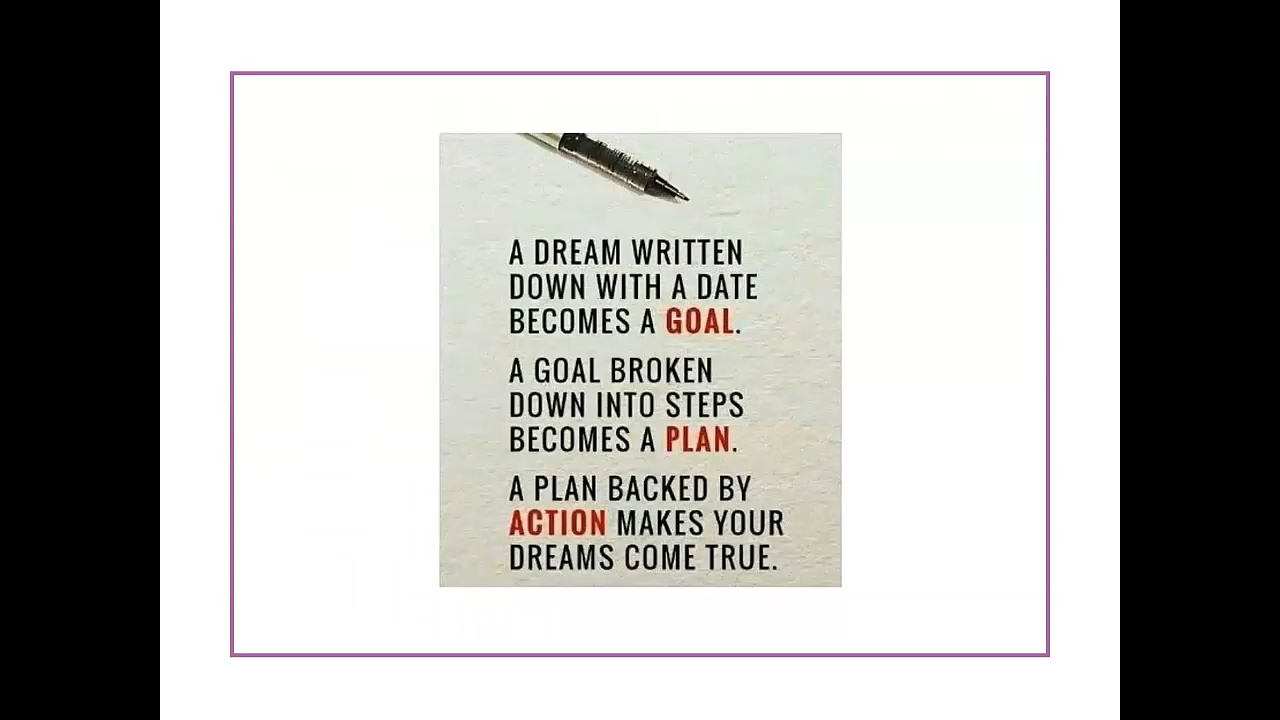 A DREAM WRITTEN
DOWN WITH A DATE
BECOMES A GOAL.
A GOAL BROKEN
DOWN INTO STEPS
BECOMES A PLAN.
A PLAN BACKED BY
ACTION MAKES YOUR
DREAMS COME TRUE.